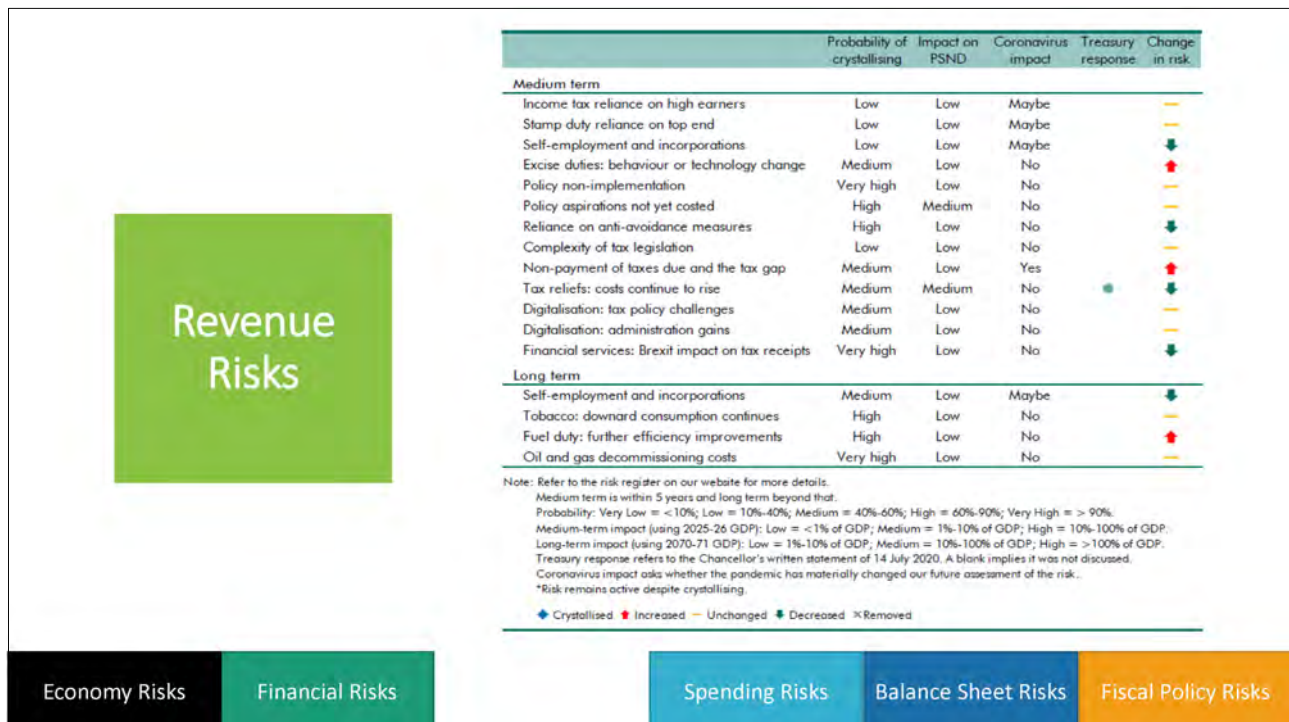 Revenue
Risks
Probability of Impact on Coronavirus Treasury Change
crystallising PSND impact response in risk
Medium term
Income tax reliance on high earners Low Low Maybe
Stamp duty reliance on top end Low Low Maybe
Self-employment and incorporations Low Low Maybe
Excise duties: behaviour or technology change Medium Low No
Policy non-implementation Very high Low No
Policy aspirations not yet costed High Medium No
Reliance on anti-avoidance measures High Low No
Complexity of tax legislation Low Low No
Non-payment of taxes due and the tax gap Medium Low Yes
Tax reliefs: costs continue to rise Medium Medium No
Digitalisation: tax policy challenges Medium Low No
Digitalisation: administration gains Medium Low No
Financial services: Brexit impact on tax receipts Very high Low No
Long term
Self-employment and incorporations Medium Low Maybe
Tobacco: downard consumption continues High Low No
Fuel duty: further efficiency improvements High Low No
Oil and gas decommissioning costs Very high Low No
Note: Refer to the risk register on our website for more details.
Medium term is within 5 years and long term beyond that.
Probability: Very Low = <10%; Low = 10%-40%; Medium = 40%-60%; High = 60%-90%; Very High = > 90%.
Medium-term impact (using 2025-26 GDP): Low = <1% of GDP; Medium = 1%-10% of GDP; High = 10%-100% of GDP.
Long-term impact (using 2070-71 GDP): Low = 1%-10% of GDP; Medium = 10%-100% of GDP; High = >100% of GDP.
Treasury response refers to the Chancellor's written statement of 14 July 2020. A blank implies it was not discussed.
Coronavirus impact asks whether the pandemic has materially changed our future assessment of the risk.
*Risk remains active despite crystallising.
Crystallised Increased Unchanged Decreased Removed
Economy Risks Financial Risks Spending Risks Balance Sheet Risks Fiscal Policy Risks